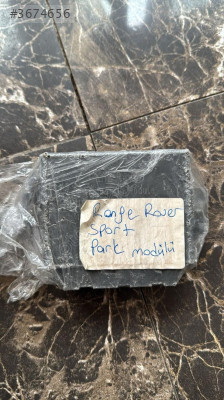 #3674656
Range Rover
Sport
Park modülü